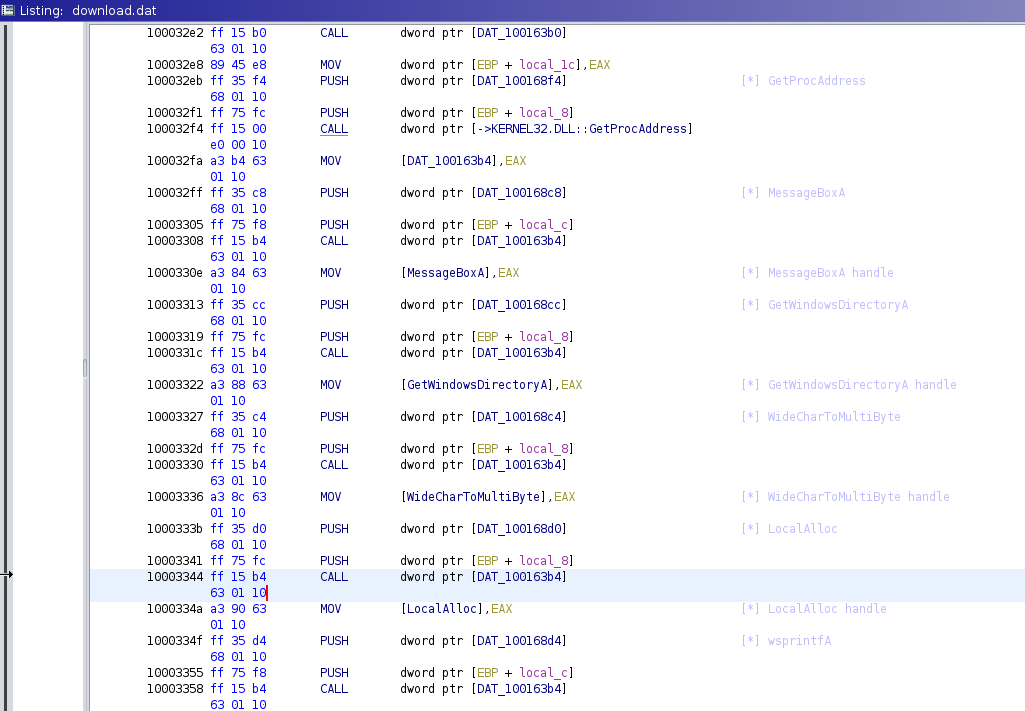 Listing: download.dat
100032e2 ff 15 b0 CALL dword ptr [DAT_100163b0]
63 01 10
100032e8 89 45 e8 MOV dword ptr [EBP + local_1c],EAX
100032eb ff 35 f4 PUSH dword ptr [DAT_100168f4] [*] GetProcAddress
68 01 10
100032f1 ff 75 fc PUSH dword ptr [EBP + local_8]
100032f4 ff 15 00 CALL dword ptr [->KERNEL32.DLL::GetProcAddress]
e0 00 10
100032fa a3 b4 63 MOV [DAT_100163b4],EAX
01 10
100032ff ff 35 c8 PUSH dword ptr [DAT_100168c8] [*] MessageBoxA
68 01 10
10003305 ff 75 f8 PUSH dword ptr [EBP + local_c]
10003308 ff 15 b4 CALL dword ptr [DAT_100163b4]
63 01 10
1000330e a3 84 63 MOV [MessageBoxA],EAX [*] MessageBoxA handle
01 10
10003313 ff 35 cc PUSH dword ptr [DAT_100168cc] [*] GetWindowsDirectoryA
68 01 10
10003319 ff 75 fc PUSH dword ptr [EBP + local_8]
1000331c ff 15 b4 CALL dword ptr [DAT_100163b4]
63 01 10
10003322 a3 88 63 MOV [GetWindowsDirectoryA],EAX [*] GetWindowsDirectoryA handle
01 10
10003327 ff 35 c4 PUSH dword ptr [DAT_100168c4] [*] WideCharToMultiByte
68 01 10
1000332d ff 75 fc PUSH dword ptr [EBP + local_8]
10003330 ff 15 b4 CALL dword ptr [DAT_100163b4]
63 01 10
10003336 a3 8c 63 MOV [WideCharToMultiByte],EAX [*] WideCharToMultiByte handle
01 10
1000333b ff 35 d0 PUSH dword ptr [DAT_100168d0] [*] LocalAlloc
68 01 10
10003341 ff 75 fc PUSH dword ptr [EBP + local_8]
10003344 ff 15 b4 CALL dword ptr [DAT_100163b4]
63 01 10
1000334a a3 90 63 MOV [LocalAlloc],EAX [*] LocalAlloc handle
01 10
1000334f ff 35 d4 PUSH dword ptr [DAT_100168d4] [*] wsprintfA
68 01 10
10003355 ff 75 f8 PUSH dword ptr [EBP + local_c]
10003358 ff 15 b4 CALL dword ptr [DAT_100163b4]
63 01 10